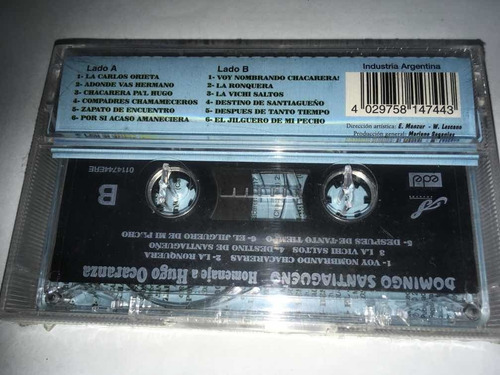 Lado A
1- LA CARLOS ORIETA
2- ADONDE VAS HERMANO
3- CHACARERA PA'L HUGO
4- COMPADRES CHAMAMECEROS
5- ZAPATO DE ENCUENTRO
6- POR SI ACASO AMANECIERA
Lado B
1- VOY NOMBRANDO CHACARERAS
2- LA RONQUERA
3- LA VICHI SALTOS
4- DESTINO DE SANTIAGUEÑO
5- DESPUES DE TANTO TIEMPO
6- EL JILGUERO DE MI PECHO
Industria Argentina
4 029758 147443
Dirección artística: E. Manzur - W. Lezcano
Producción general:
B
0114744ERE
edel
DOMINGO SANTIAGUEÑO Homenaje a Hugo Ocaranza
1- VOY NOMBRANDO CHACARERAS 2- LA RONQUERA
3 LA VICHI SALTOS 4- DESTINO DE SANTIAGUEÑO
5- DESPUES DE TANTO TIEMPO 6- EL JILGUERO DE MI PECHO